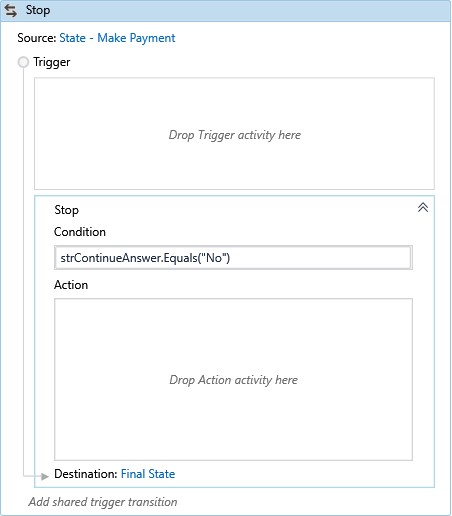 Stop
Source: State - Make Payment
Trigger
Drop Trigger activity here
Stop
Condition
strContinueAnswer.Equals("No")
Action
Drop Action activity here
Destination: Final State
Add shared trigger transition